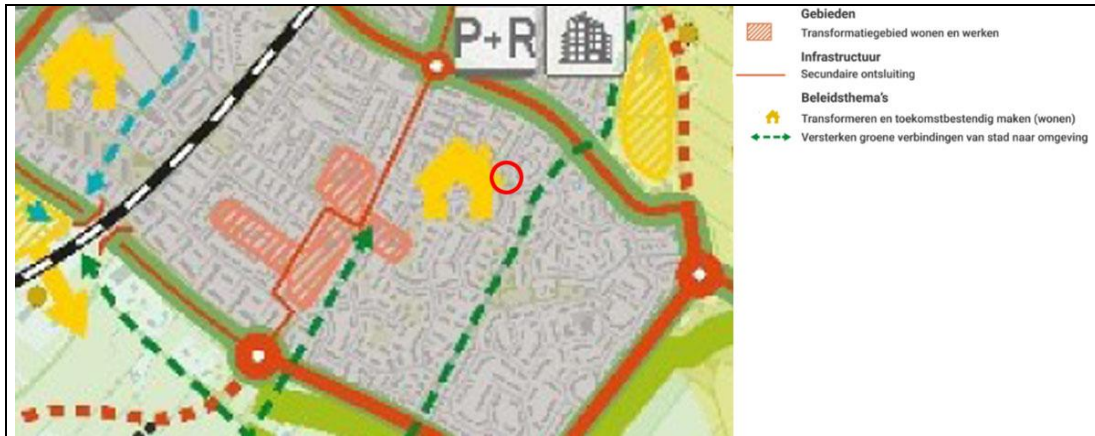 P+R
Gebieden
Transformatiegebied wonen en werken
Infrastructuur
Secundaire ontsluiting
Beleidsthema's
Transformeren en toekomstbestendig maken (wonen)
Versterken groene verbindingen van stad naar omgeving